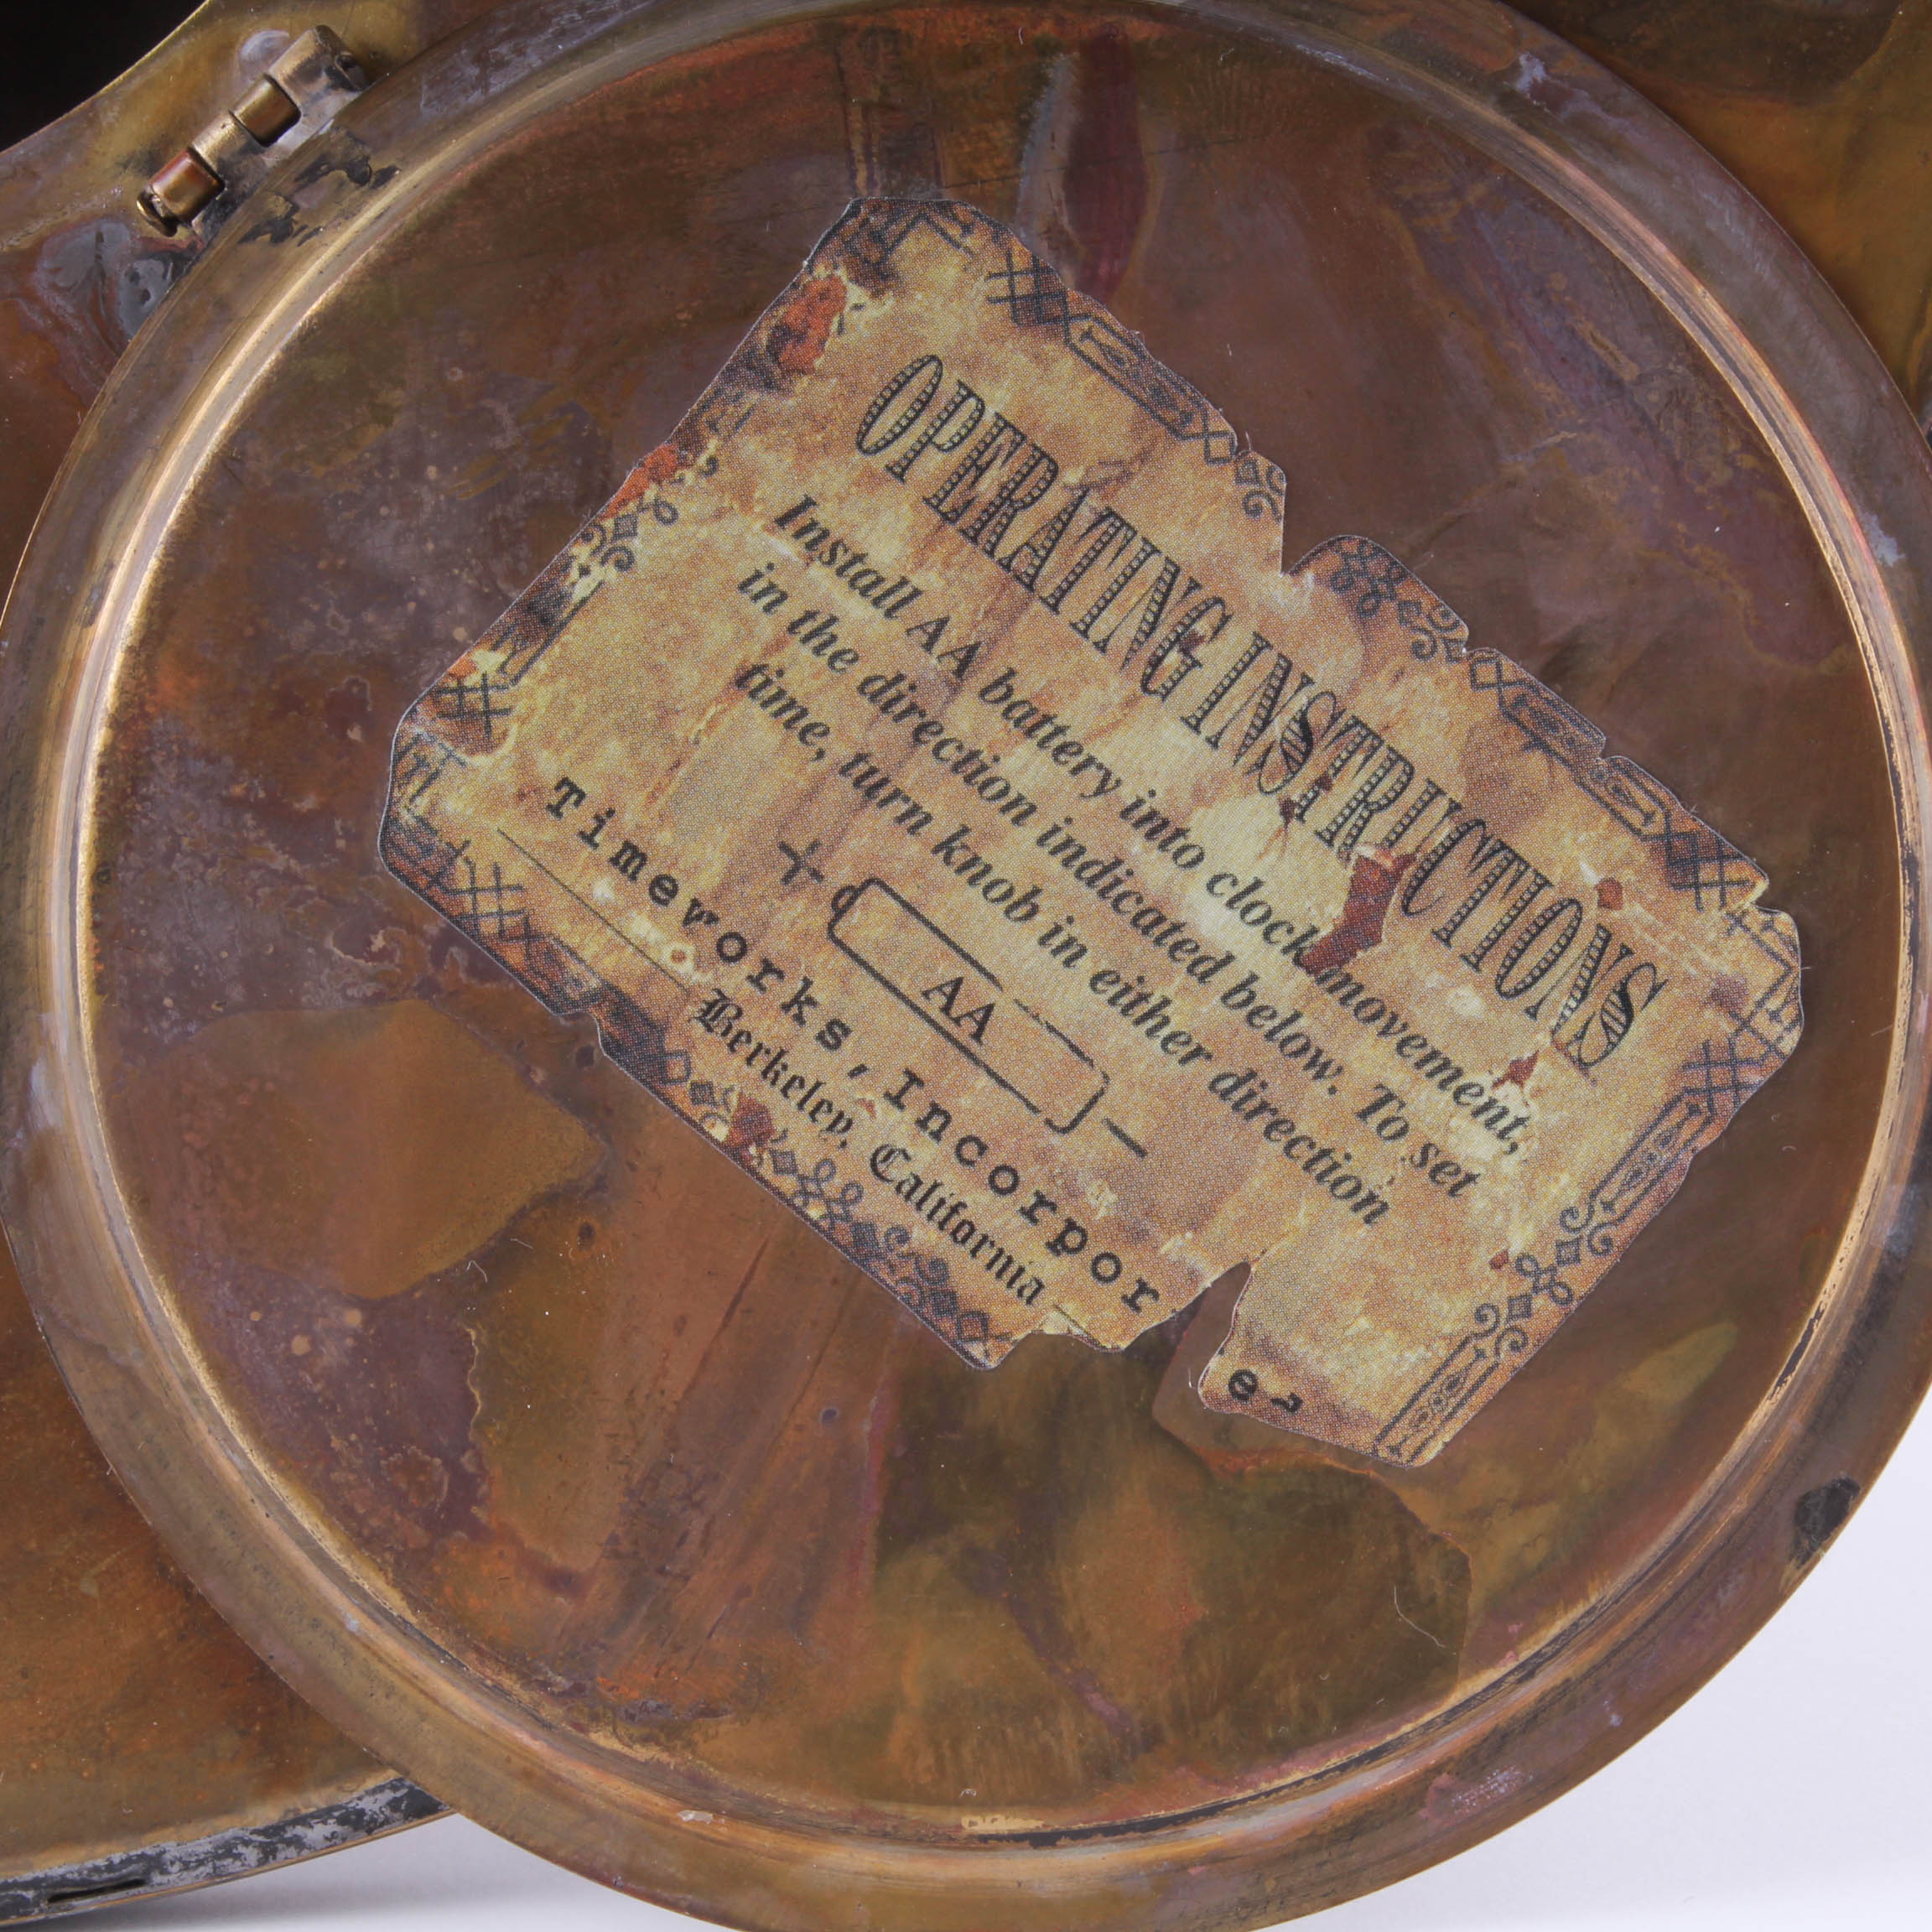 OPERATING INSTRUCTIONS
Install AA battery into clock movement,
in the direction indicated below. To set
time, turn knob in either direction
+ AA −
Timeworks, Incorpor
Berkeley, California